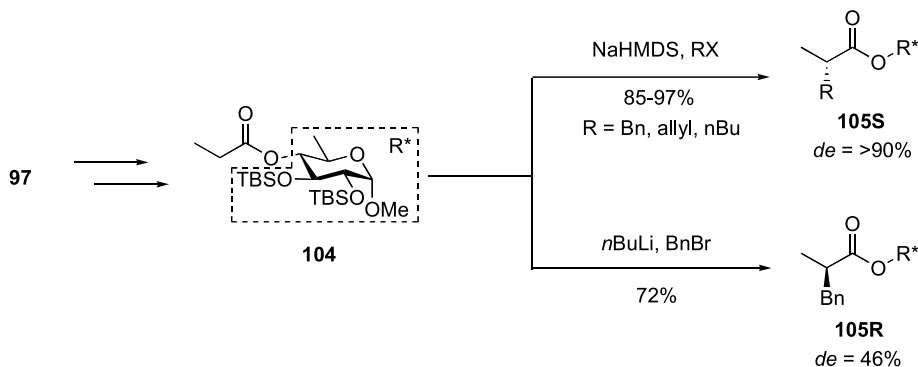 97
O
O
R*
O
TBSO
TBSO
OMe
104
NaHMDS, RX
85-97%
R = Bn, allyl, nBu
O
O
R*
R
105S
de = >90%
nBuLi, BnBr
72%
O
O
R*
Bn
105R
de = 46%